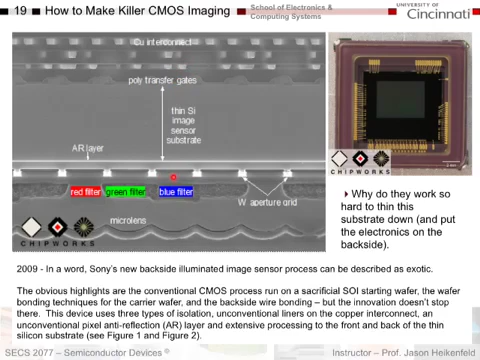 19 How to Make Killer CMOS Imaging
School of Electronics &
Computing Systems
UNIVERSITY OF
Cincinnati
Cu interconnect
poly transfer gates
thin Si
image
sensor
substrate
AR layer
red filter
green filter
blue filter
W aperture grid
microlens
CHIPWORKS
CHIPWORKS
2 mm
Why do they work so
hard to thin this
substrate down (and put
the electronics on the
backside).
2009 - In a word, Sony's new backside illuminated image sensor process can be described as exotic.
The obvious highlights are the conventional CMOS process run on a sacrificial SOI starting wafer, the wafer
bonding techniques for the carrier wafer, and the backside wire bonding – but the innovation doesn't stop
there. This device uses three types of isolation, unconventional liners on the copper interconnect, an
unconventional pixel anti-reflection (AR) layer and extensive processing to the front and back of the thin
silicon substrate (see Figure 1 and Figure 2).
SECS 2077 – Semiconductor Devices ©
Instructor – Prof. Jason Heikenfeld